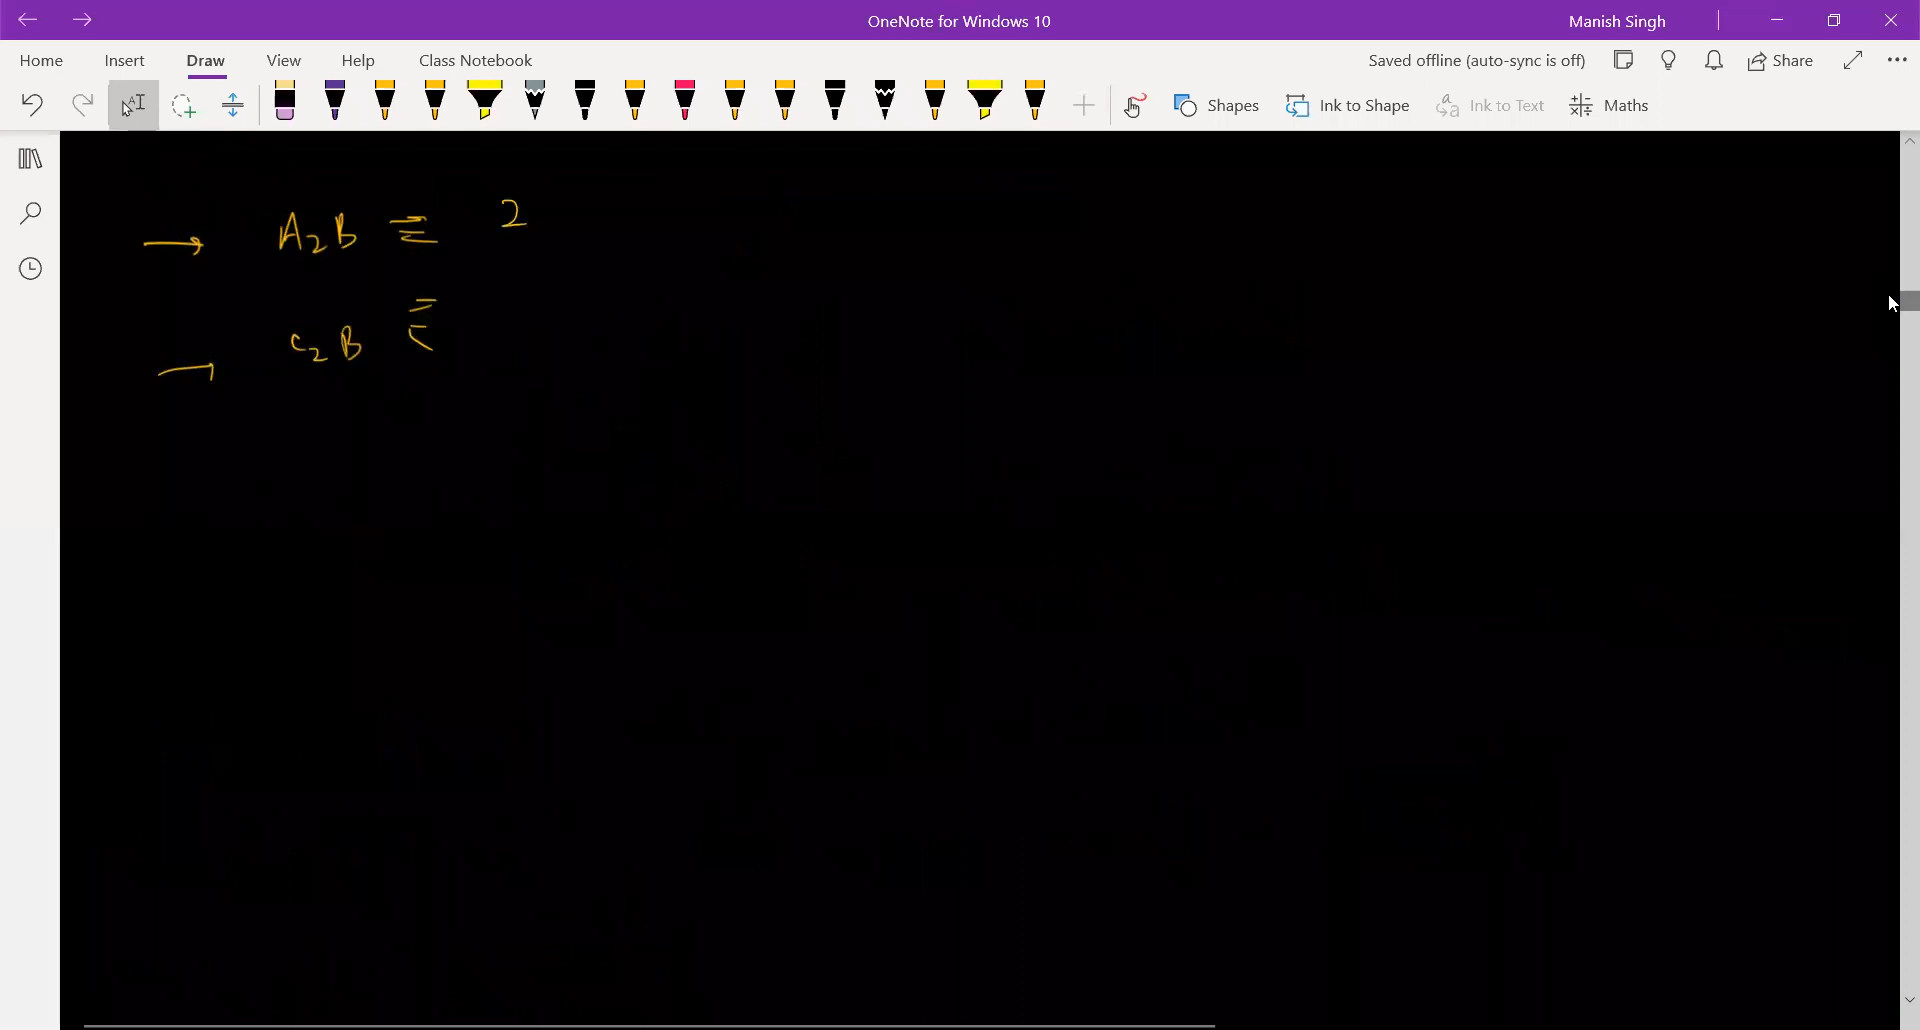 OneNote for Windows 10 Manish Singh
Home Insert Draw View Help Class Notebook Saved offline (auto-sync is off) Share
Shapes Ink to Shape Ink to Text Maths
→ A₂B ≡ 2
C₂B